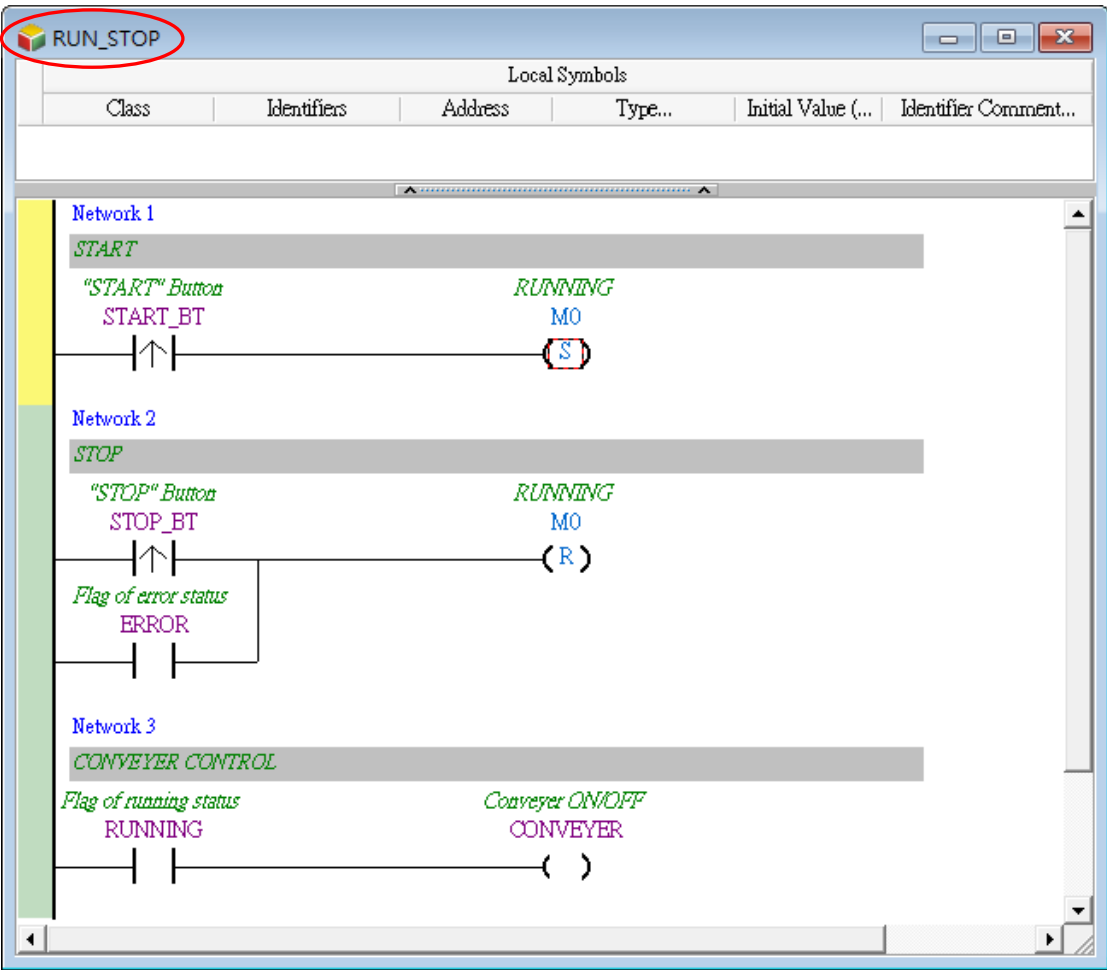 RUN_STOP
Local Symbols
Class Identifiers Address Type... Initial Value (... Identifier Comment...
Network 1
START
"START" Button RUNNING
START_BT M0
S
Network 2
STOP
"STOP" Button RUNNING
STOP_BT M0
R
Flag of error status
ERROR
Network 3
CONVEYER CONTROL
Flag of running status Conveyer ON/OFF
RUNNING CONVEYER